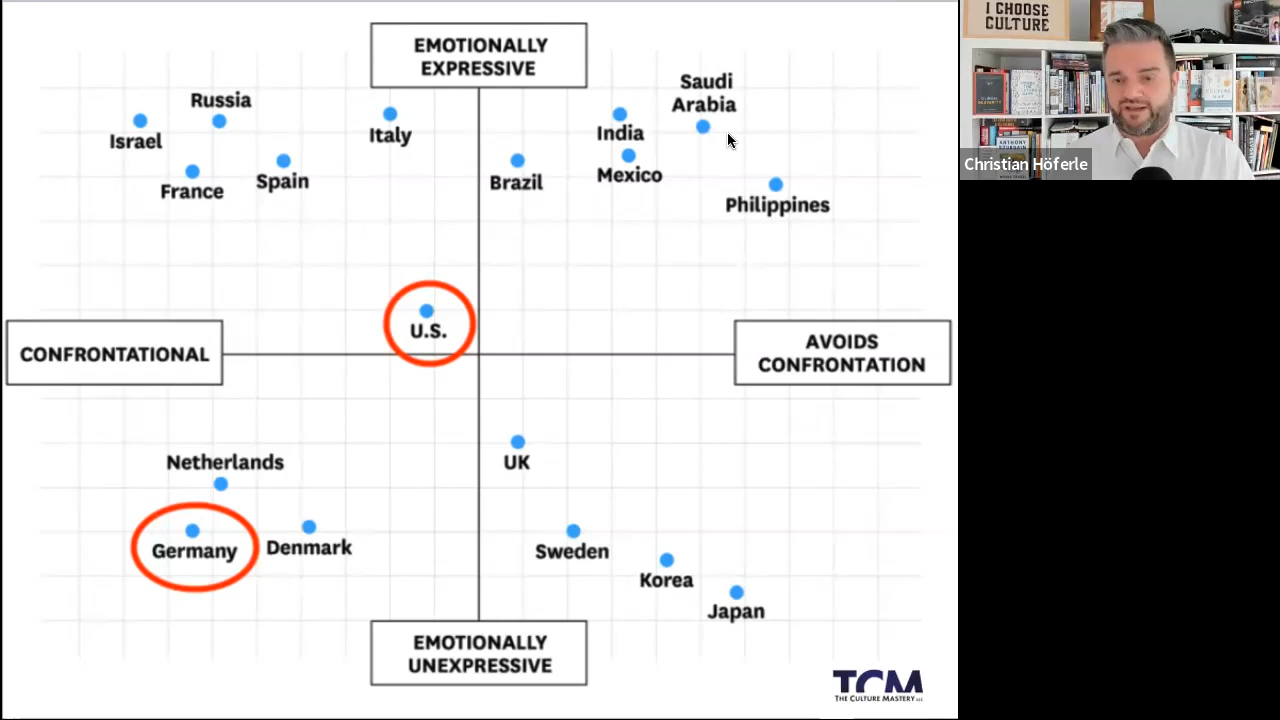 EMOTIONALLY
EXPRESSIVE
Saudi
Arabia
Russia
Israel
Italy
India
France
Spain
Brazil
Mexico
Philippines
U.S.
CONFRONTATIONAL
AVOIDS
CONFRONTATION
Netherlands
UK
Germany
Denmark
Sweden
Korea
Japan
EMOTIONALLY
UNEXPRESSIVE
TCM
THE CULTURE MASTERY LLC
I CHOOSE
CULTURE
Christian Höferle